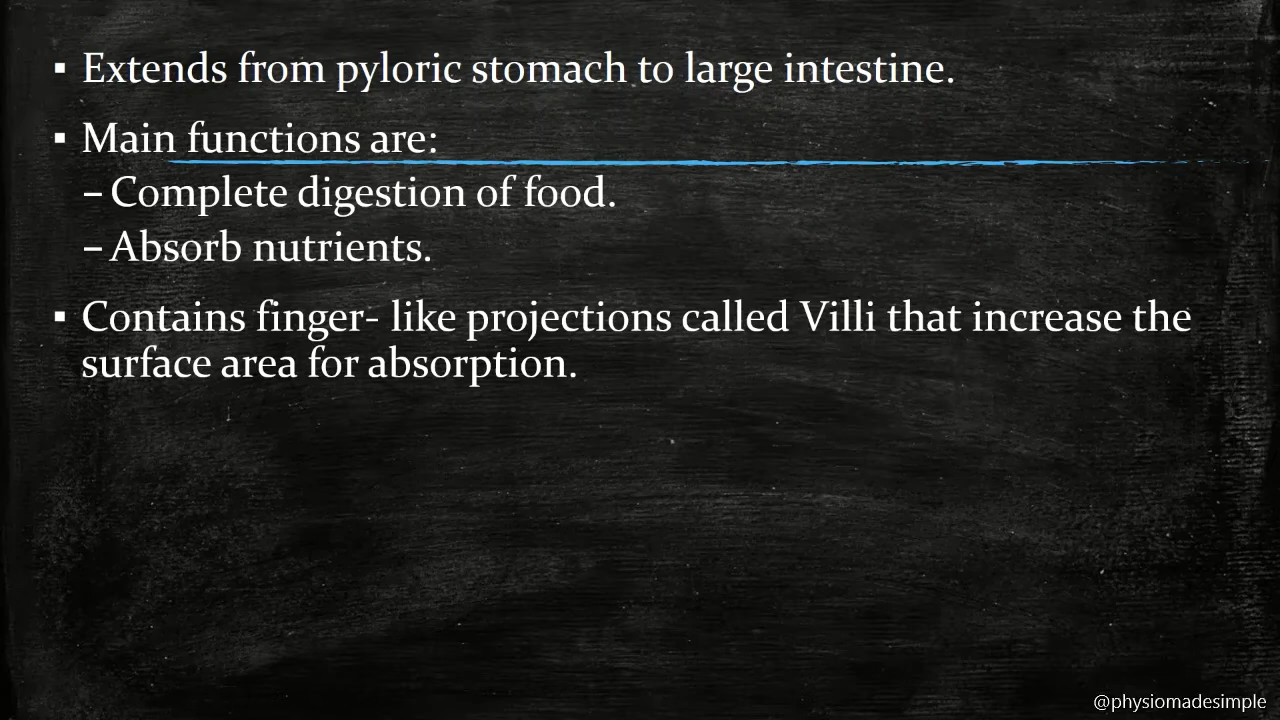 ▪ Extends from pyloric stomach to large intestine.
▪ Main functions are:
– Complete digestion of food.
– Absorb nutrients.
▪ Contains finger- like projections called Villi that increase the
surface area for absorption.
@physiomadesimple